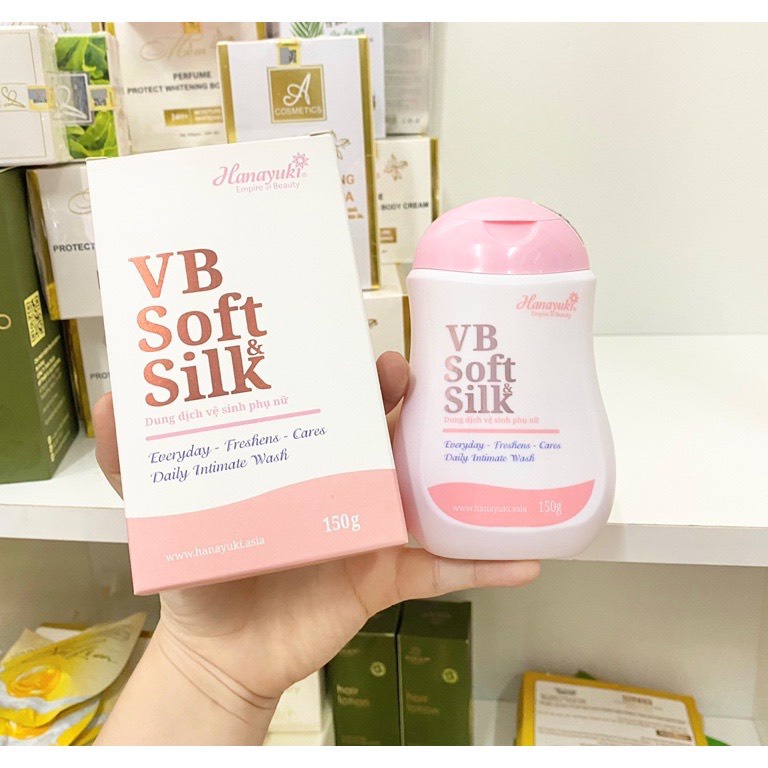 PERFUME
PROTECT WHITENING BO
A
COSMETICS
BODY CREAM
PROTECT
Hanayuki
Empire of Beauty
VB
Soft
&
Silk
Dung dịch vệ sinh phụ nữ
Everyday - Freshens - Cares
Daily Intimate Wash
150g
www.hanayuki.asia
Hanayuki
Empire of Beauty
VB
Soft
&
Silk
Dung dịch vệ sinh phụ nữ
Everyday - Freshens - Cares
Daily Intimate Wash
www.hanayuki.asia
150g
hair
lotion
hair
lotion